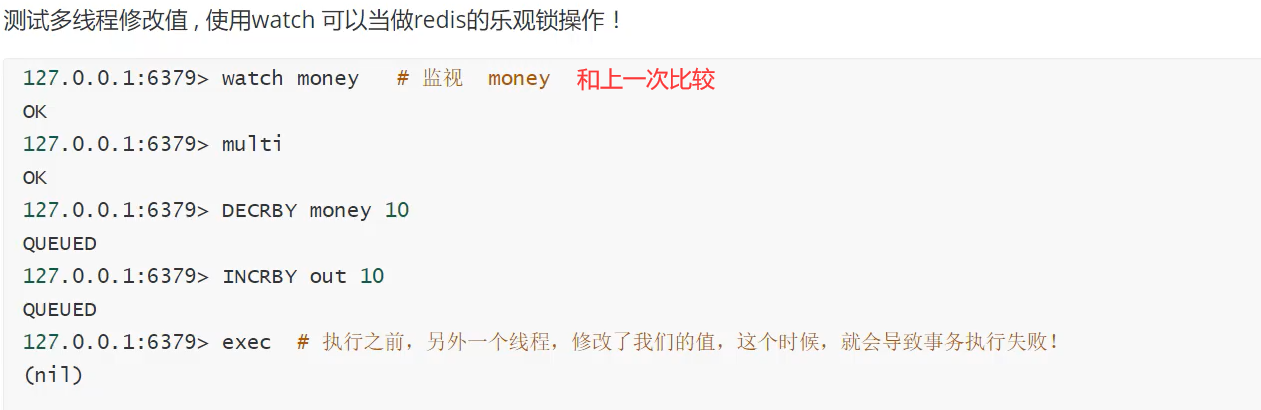 测试多线程修改值 , 使用watch 可以当做redis的乐观锁操作！
127.0.0.1:6379> watch money   # 监视  money  和上一次比较
OK
127.0.0.1:6379> multi
OK
127.0.0.1:6379> DECRBY money 10
QUEUED
127.0.0.1:6379> INCRBY out 10
QUEUED
127.0.0.1:6379> exec  # 执行之前，另外一个线程，修改了我们的值，这个时候，就会导致事务执行失败！
(nil)